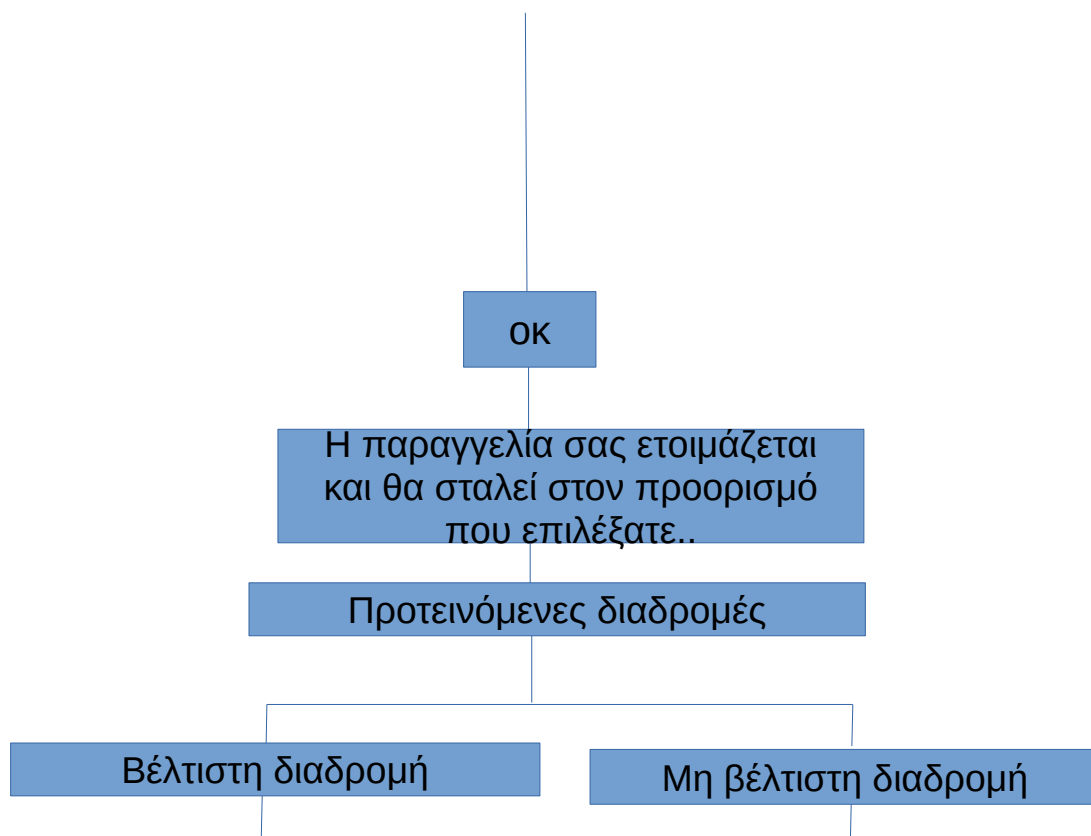 οκ
Η παραγγελία σας ετοιμάζεται
και θα σταλεί στον προορισμό
που επιλέξατε..
Προτεινόμενες διαδρομές
Βέλτιστη διαδρομή
Μη βέλτιστη διαδρομή